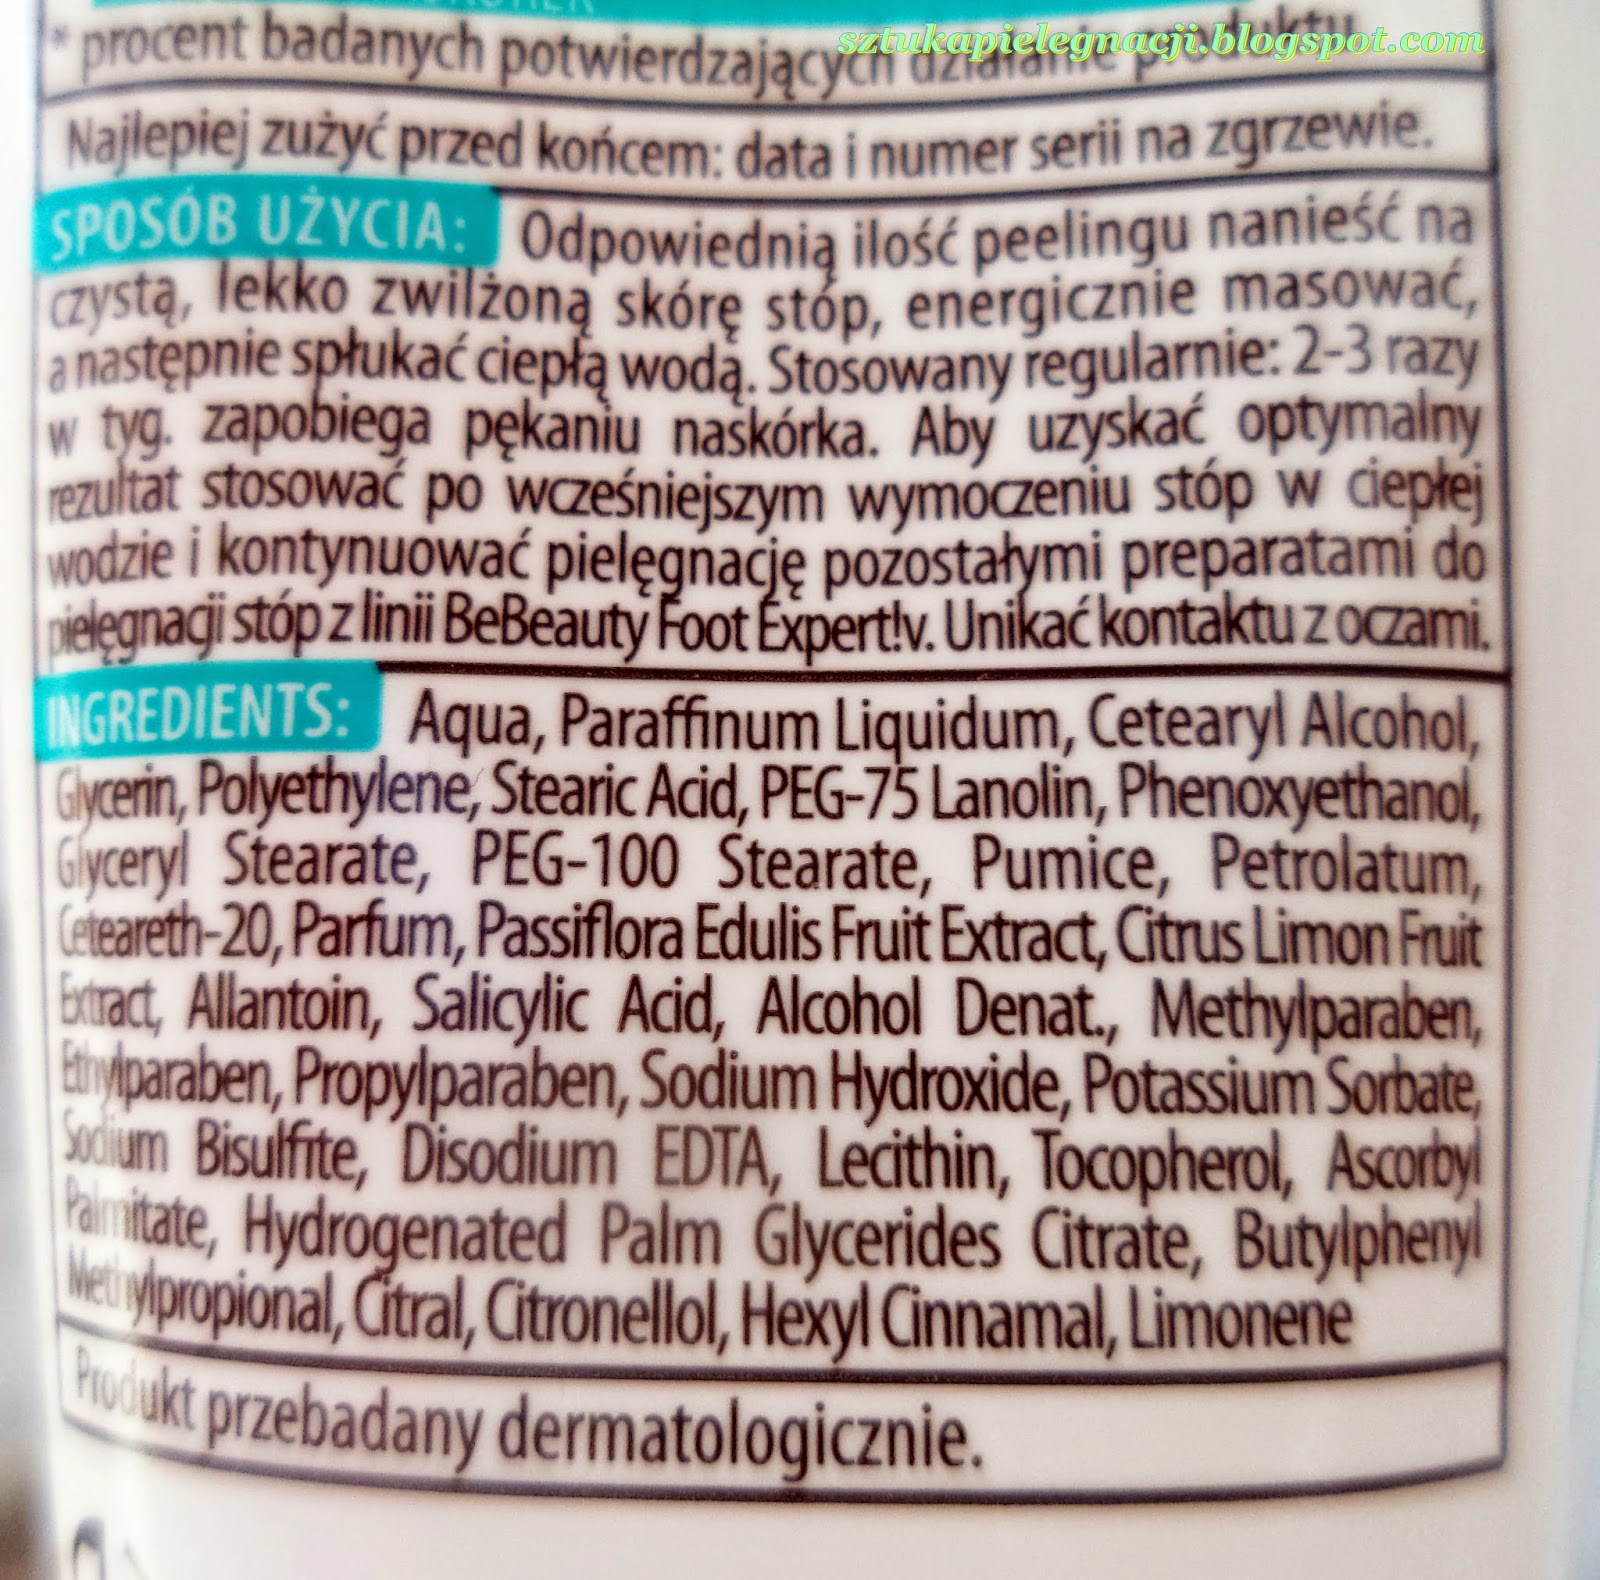 sztukapielegnacji.blogspot.com
* procent badanych potwierdzających działanie produktu
Najlepiej zużyć przed końcem: data i numer serii na zgrzewie.
SPOSÓB UŻYCIA: Odpowiednią ilość peelingu nanieść na
czystą, lekko zwilżoną skórę stóp, energicznie masować,
a następnie spłukać ciepłą wodą. Stosowany regularnie: 2-3 razy
w tyg. zapobiega pękaniu naskórka. Aby uzyskać optymalny
rezultat stosować po wcześniejszym wymoczeniu stóp w ciepłej
wodzie i kontynuować pielęgnację pozostałymi preparatami do
pielęgnacji stóp z linii BeBeauty Foot Expert!v. Unikać kontaktu z oczami.
INGREDIENTS: Aqua, Paraffinum Liquidum, Cetearyl Alcohol,
Glycerin, Polyethylene, Stearic Acid, PEG-75 Lanolin, Phenoxyethanol,
Glyceryl Stearate, PEG-100 Stearate, Pumice, Petrolatum,
Ceteareth-20, Parfum, Passiflora Edulis Fruit Extract, Citrus Limon Fruit
Extract, Allantoin, Salicylic Acid, Alcohol Denat., Methylparaben,
Ethylparaben, Propylparaben, Sodium Hydroxide, Potassium Sorbate,
Sodium Bisulfite, Disodium EDTA, Lecithin, Tocopherol, Ascorbyl
Palmitate, Hydrogenated Palm Glycerides Citrate, Butylphenyl
Methylpropional, Citral, Citronellol, Hexyl Cinnamal, Limonene
Produkt przebadany dermatologicznie.